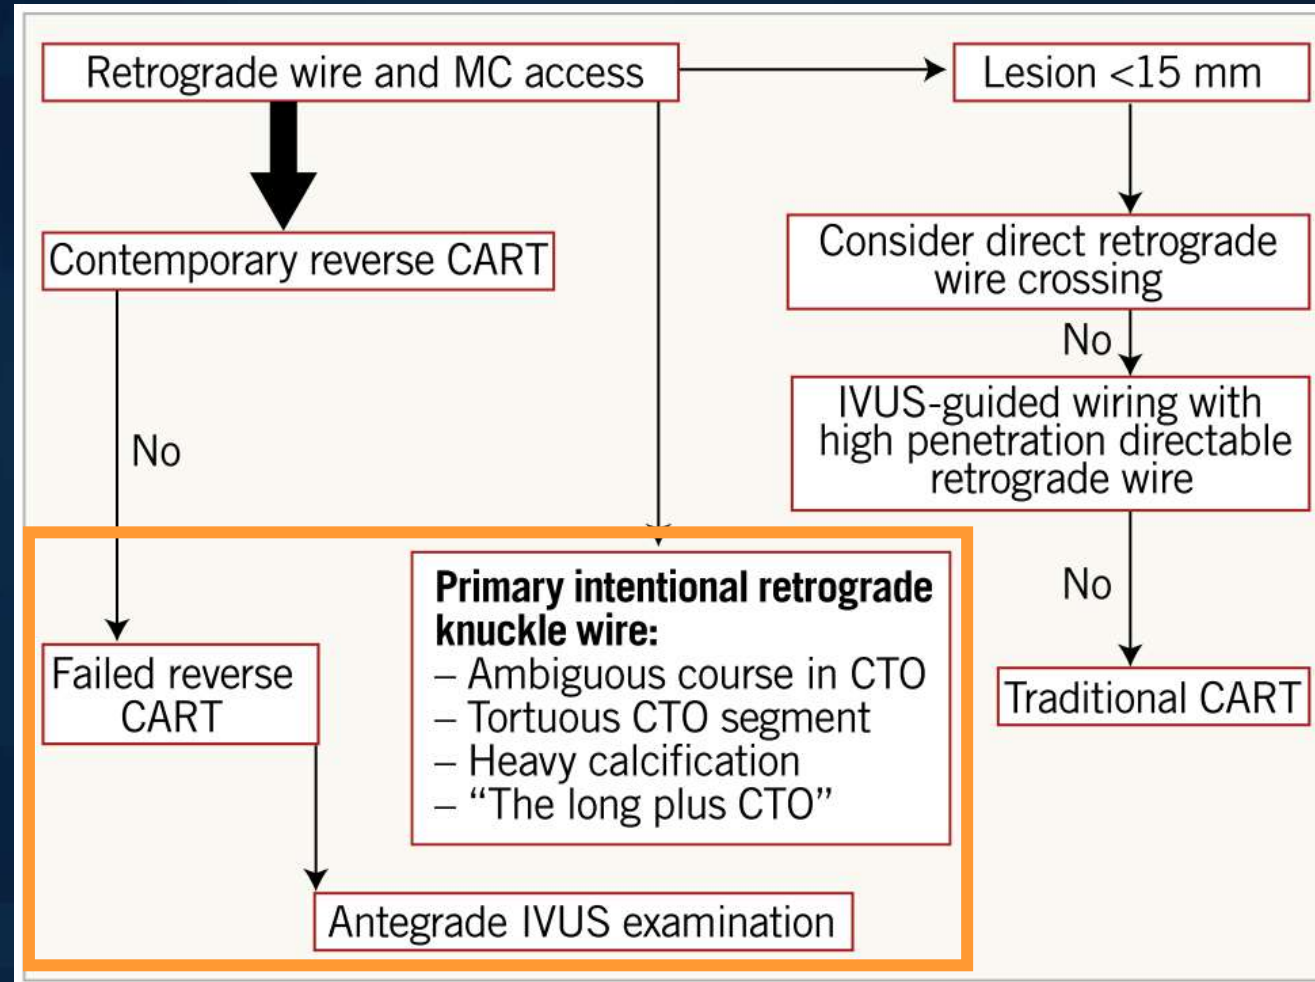 Retrograde wire and MC access
Lesion <15 mm
Contemporary reverse CART
Consider direct retrograde
wire crossing
No
IVUS-guided wiring with
high penetration directable
retrograde wire
No
No
Traditional CART
Failed reverse
CART
Primary intentional retrograde
knuckle wire:
– Ambiguous course in CTO
– Tortuous CTO segment
– Heavy calcification
– “The long plus CTO”
Antegrade IVUS examination